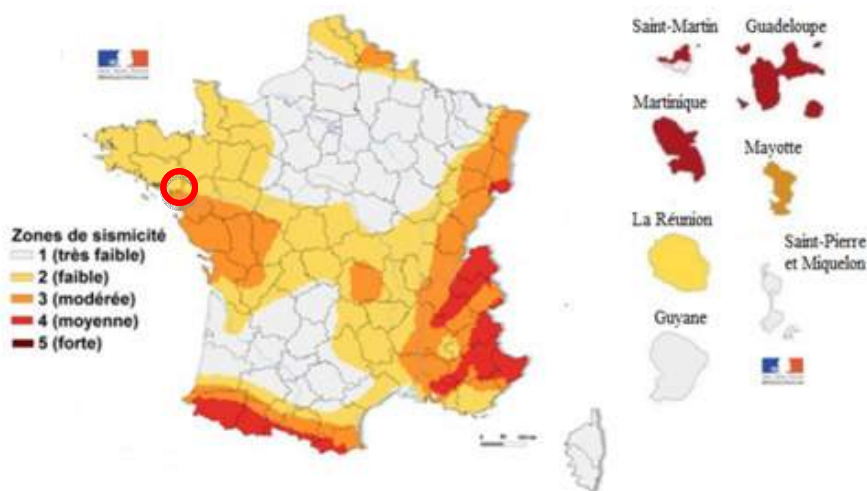 Zones de sismicité
1 (très faible)
2 (faible)
3 (modérée)
4 (moyenne)
5 (forte)
Saint-Martin
Guadeloupe
Martinique
Mayotte
La Réunion
Saint-Pierre
et Miquelon
Guyane